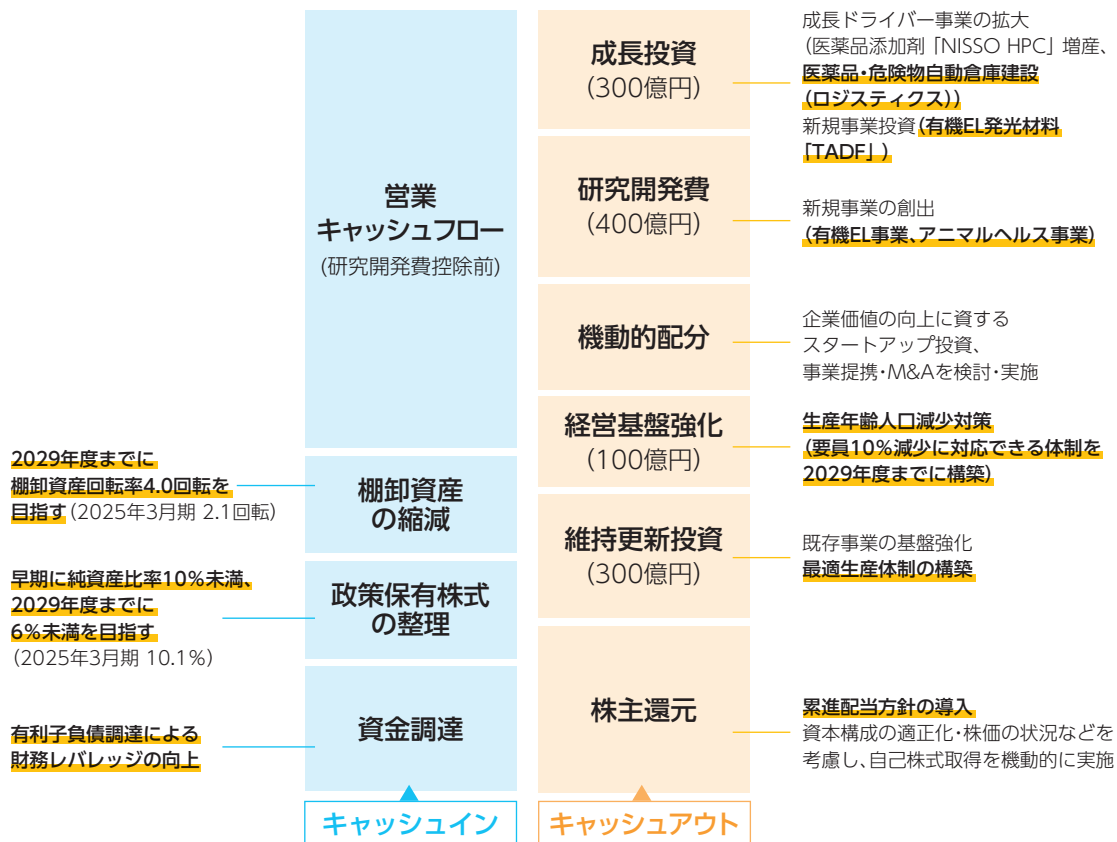 営業
キャッシュフロー
(研究開発費控除前)
2029年度までに
棚卸資産回転率4.0回転を
目指す(2025年3月期 2.1回転)
棚卸資産
の縮減
早期に純資産比率10%未満、
2029年度までに
6%未満を目指す
(2025年3月期 10.1%)
政策保有株式
の整理
有利子負債調達による
財務レバレッジの向上
資金調達
キャッシュイン
成長投資
(300億円)
成長ドライバー事業の拡大
(医薬品添加剤「NISSO HPC」増産、
医薬品・危険物自動倉庫建設
(ロジスティクス))
新規事業投資(有機EL発光材料
「TADF」)
研究開発費
(400億円)
新規事業の創出
(有機EL事業、アニマルヘルス事業)
機動的配分
企業価値の向上に資する
スタートアップ投資、
事業提携・M&Aを検討・実施
経営基盤強化
(100億円)
生産年齢人口減少対策
(要員10%減少に対応できる体制を
2029年度までに構築)
維持更新投資
(300億円)
既存事業の基盤強化
最適生産体制の構築
株主還元
累進配当方針の導入
資本構成の適正化・株価の状況などを
考慮し、自己株式取得を機動的に実施
キャッシュアウト